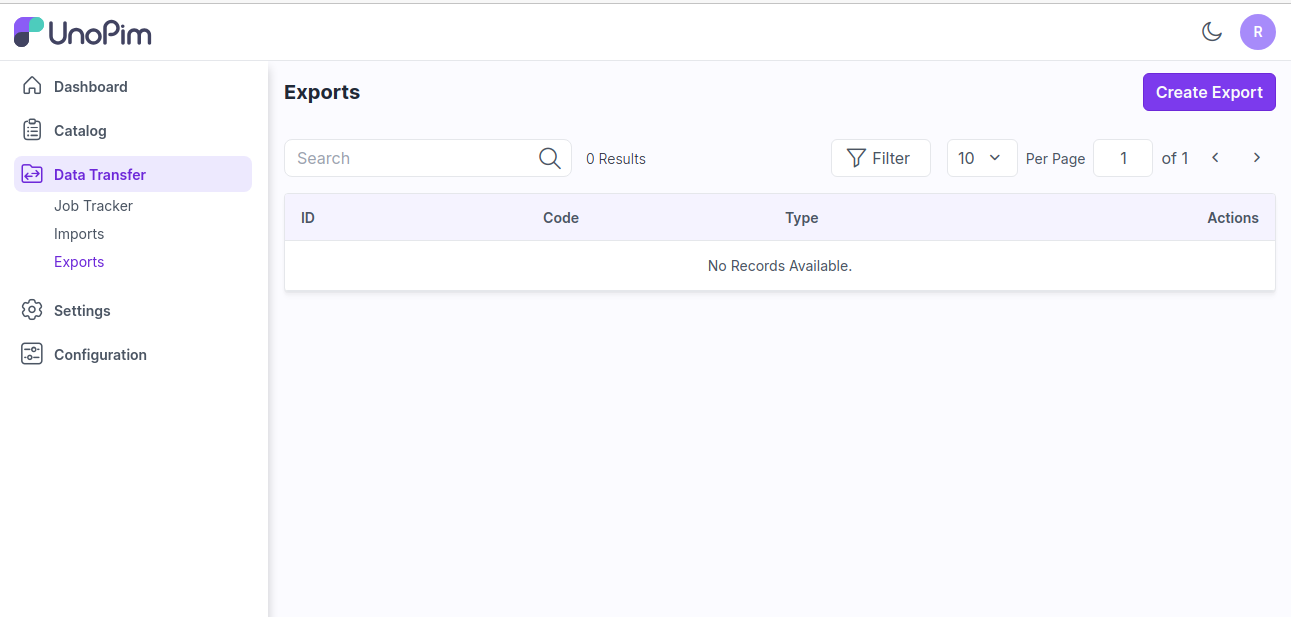 UnoPim
R
Dashboard
Catalog
Data Transfer
Job Tracker
Imports
Exports
Settings
Configuration
Exports
Create Export
Search
0 Results
Filter
10
Per Page
1
of 1
ID Code Type Actions
No Records Available.